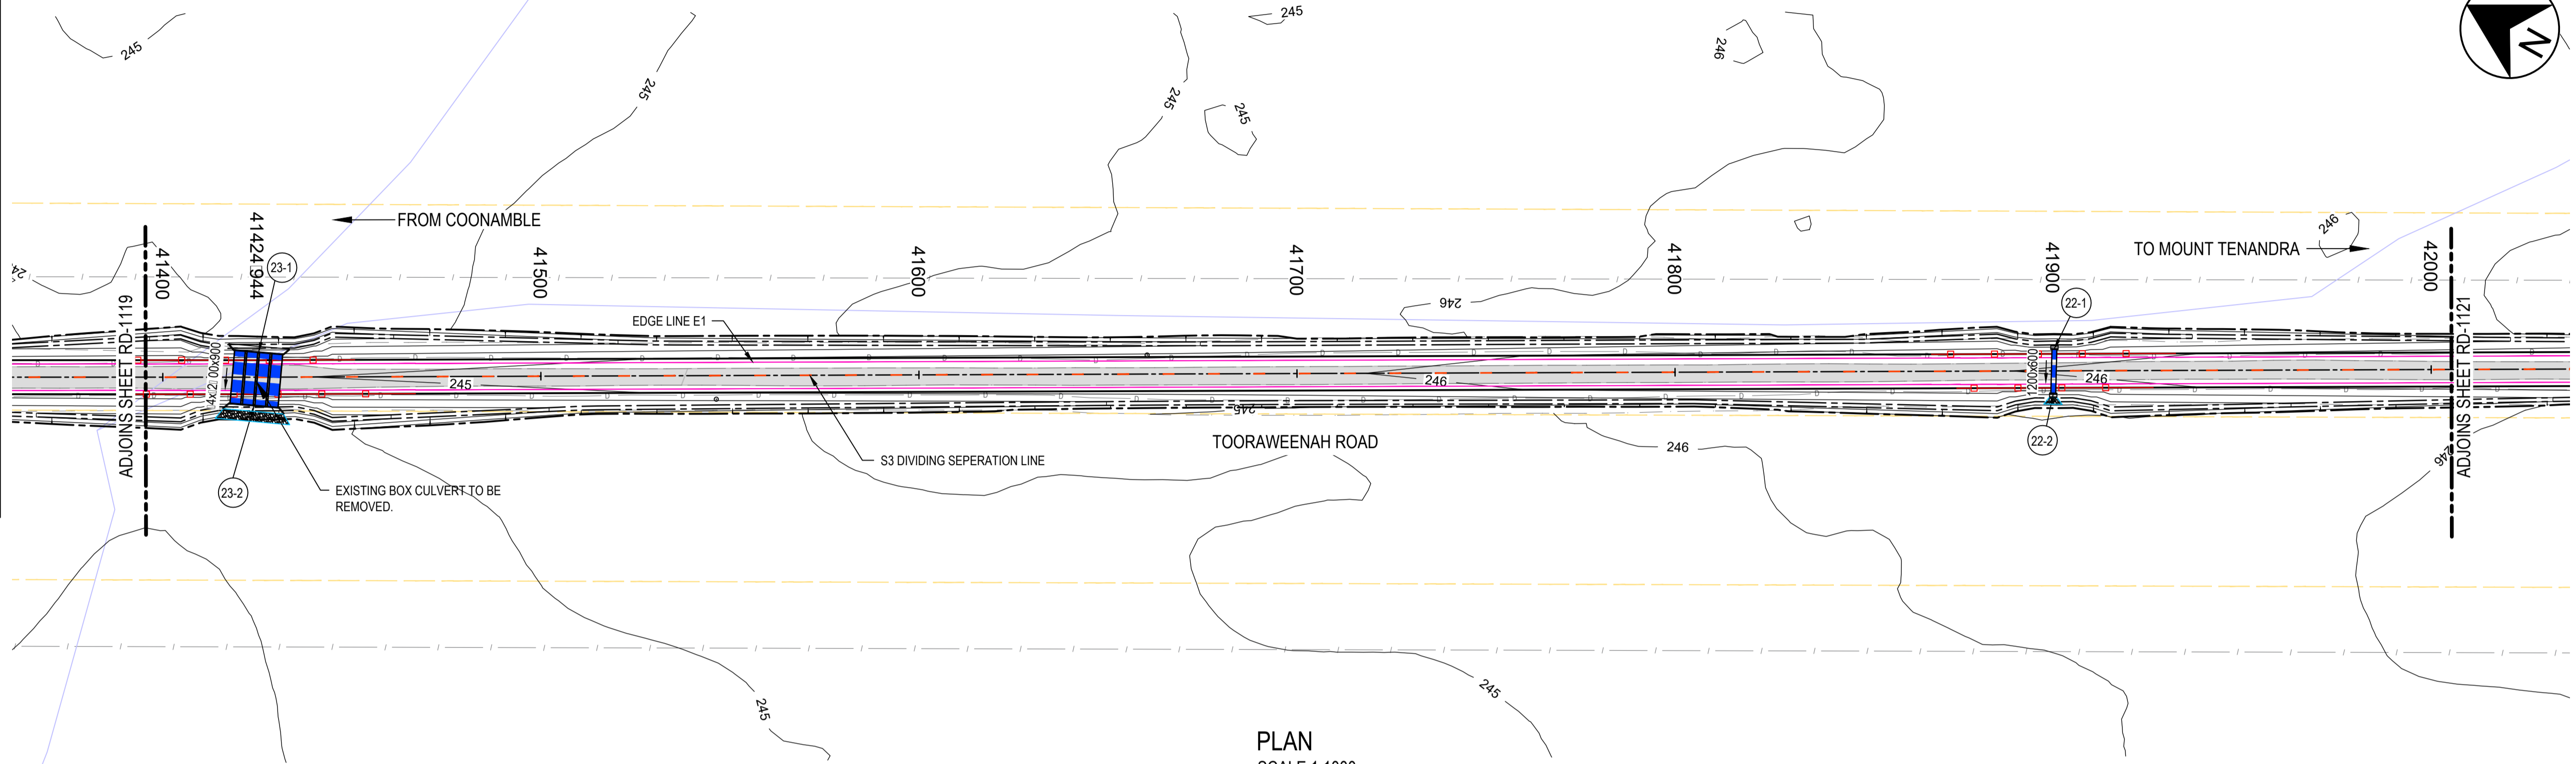 245
245
246
N
245
245
245
FROM COONAMBLE
TO MOUNT TENANDRA
246
41400
41424.944
23-1
41500
41600
41700
41800
41900
42000
246
22-1
ADJOINS SHEET RD-1119
EDGE LINE E1
ADJOINS SHEET RD-1121
1200x600
245
246
246
245
TOORAWEENAH ROAD
S3 DIVIDING SEPERATION LINE
246
22-2
246
23-2
EXISTING BOX CULVERT TO BE
REMOVED.
245
245
PLAN